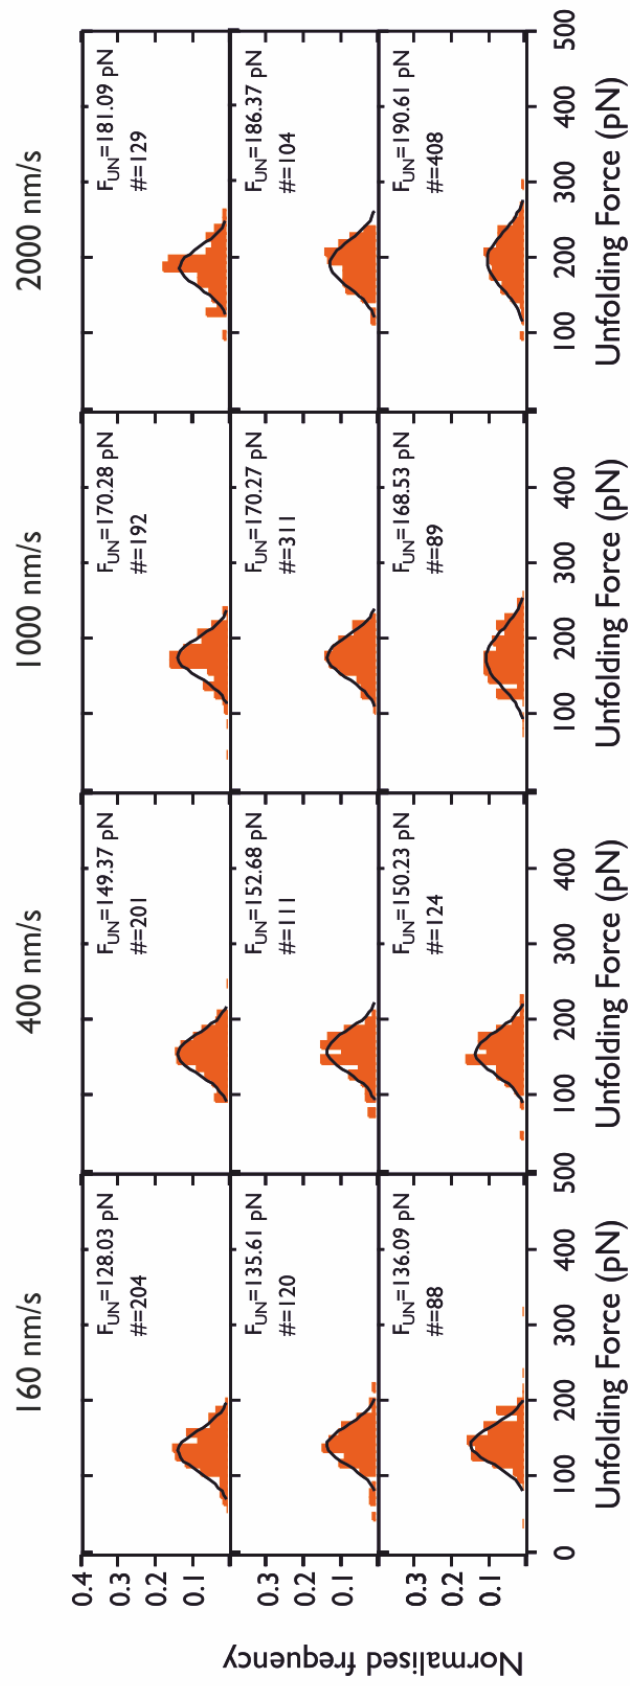 160 nm/s 400 nm/s 1000 nm/s 2000 nm/s
Normalised frequency
0.4
0.3
0.2
0.1
F_UN=128.03 pN
#=204
F_UN=149.37 pN
#=201
F_UN=170.28 pN
#=192
F_UN=181.09 pN
#=129
0.3
0.2
0.1
F_UN=135.61 pN
#=120
F_UN=152.68 pN
#=111
F_UN=170.27 pN
#=311
F_UN=186.37 pN
#=104
0.3
0.2
0.1
F_UN=136.09 pN
#=88
F_UN=150.23 pN
#=124
F_UN=168.53 pN
#=89
F_UN=190.61 pN
#=408
0 100 200 300 400 500 100 200 300 400 100 200 300 400 100 200 300 400 500
Unfolding Force (pN) Unfolding Force (pN) Unfolding Force (pN) Unfolding Force (pN)